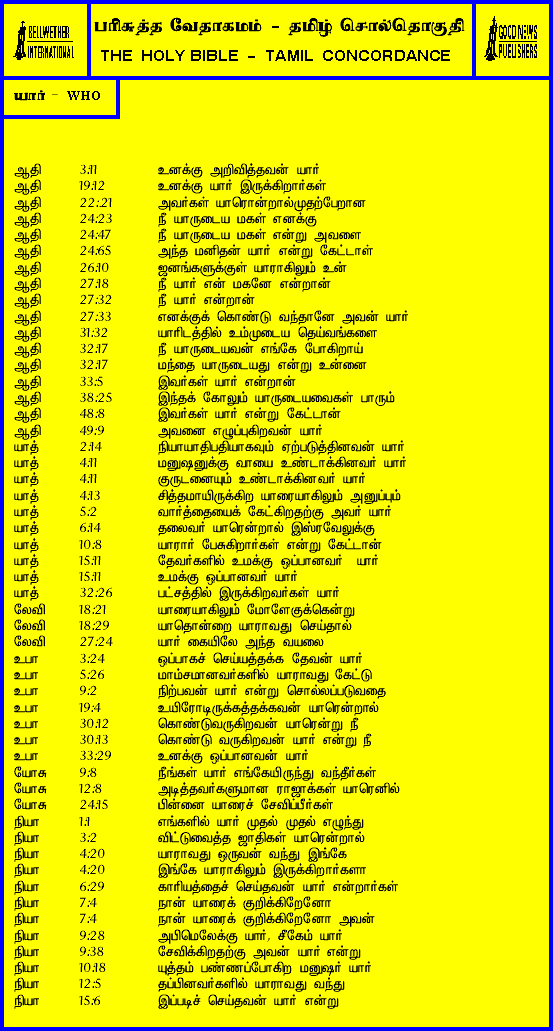 BELLWETHER
INTERNATIONAL
பரிசுத்த வேதாகமம் - தமிழ் சொல்தொகுதி
THE HOLY BIBLE - TAMIL CONCORDANCE
GOOD NEWS
PUBLISHERS
யார் - WHO
ஆதி 3:11 உனக்கு அறிவித்தவன் யார்
ஆதி 19:12 உனக்கு யார் இருக்கிறார்கள்
ஆதி 22:21 அவர்கள் யாரொன்றால்முதற்பேறான
ஆதி 24:23 நீ யாருடைய மகள் எனக்கு
ஆதி 24:47 நீ யாருடைய மகள் என்று அவளை
ஆதி 24:65 அந்த மனிதன் யார் என்று கேட்டாள்
ஆதி 26:10 ஜனங்களுக்குள் யாராகிலும் உன்
ஆதி 27:18 நீ யார் என் மகனே என்றான்
ஆதி 27:32 நீ யார் என்றான்
ஆதி 27:33 எனக்குக் கொண்டு வந்தானே அவன் யார்
ஆதி 31:32 யாரிடத்தில் உம்முடைய தெய்வங்களை
ஆதி 32:17 நீ யாருடையவன் எங்கே போகிறாய்
ஆதி 32:17 மந்தை யாருடையது என்று உன்னை
ஆதி 33:5 இவர்கள் யார் என்றான்
ஆதி 38:25 இந்தக் கோலும் யாருடையவைகள் பாரும்
ஆதி 48:8 இவர்கள் யார் என்று கேட்டான்
ஆதி 49:9 அவனை எழுப்புகிறவன் யார்
யாத் 2:14 நியாயாதிபதியாகவும் ஏற்படுத்தினவன் யார்
யாத் 4:11 மனுஷனுக்கு வாயை உண்டாக்கினவர் யார்
யாத் 4:11 குருடனையும் உண்டாக்கினவர் யார்
யாத் 4:13 சித்தமாயிருக்கிற யாரையாகிலும் அனுப்பும்
யாத் 5:2 வார்த்தையைக் கேட்கிறதற்கு அவர் யார்
யாத் 6:14 தலைவர் யாரென்றால் இஸ்ரவேலுக்கு
யாத் 10:8 யாரார் பேசுகிறார்கள் என்று கேட்டான்
யாத் 15:11 தேவர்களில் உமக்கு ஒப்பானவர் யார்
யாத் 15:11 உமக்கு ஒப்பானவர் யார்
யாத் 32:26 பட்சத்தில் இருக்கிறவர்கள் யார்
லேவி 18:21 யாரையாகிலும் மோளேகுக்கென்று
லேவி 18:29 யாதொன்றை யாராவது செய்தால்
லேவி 27:24 யார் கையிலே அந்த வயலை
உபா 3:24 ஒப்பாகச் செய்யத்தக்க தேவன் யார்
உபா 5:26 மாம்சமானவர்களில் யாராவது கேட்டு
உபா 9:2 நிற்பவன் யார் என்று சொல்லப்படுவதை
உபா 19:4 உயிரோடிருக்கத்தக்கவன் யாரென்றால்
உபா 30:12 கொண்டுவருகிறவன் யாரென்று நீ
உபா 30:13 கொண்டு வருகிறவன் யார் என்று நீ
உபா 33:29 உனக்கு ஒப்பானவன் யார்
யோசு 9:8 நீங்கள் யார் எங்கேயிருந்து வந்தீர்கள்
யோசு 12:8 அடித்தவர்களுமான ராஜாக்கள் யாரெனில்
யோசு 24:15 பின்னை யாரைச் சேவிப்பீர்கள்
நியா 1:1 எங்களில் யார் முதல் முதல் எழுந்து
நியா 3:2 விட்டுவைத்த ஜாதிகள் யாரென்றால்
நியா 4:20 யாராவது ஒருவன் வந்து இங்கே
நியா 4:20 இங்கே யாராகிலும் இருக்கிறார்களா
நியா 6:29 காரியத்தைச் செய்தவன் யார் என்றார்கள்
நியா 7:4 நான் யாரைக் குறிக்கிறேனோ
நியா 7:4 நான் யாரைக் குறிக்கிறேனோ அவன்
நியா 9:28 அபிமெலேக்கு யார், சீகேம் யார்
நியா 9:38 சேவிக்கிறதற்கு அவன் யார் என்று
நியா 10:18 யுத்தம் பண்ணப்போகிற மனுஷர் யார்
நியா 12:5 தப்பினவர்களில் யாராவது வந்து
நியா 15:6 இப்படிச் செய்தவன் யார் என்று